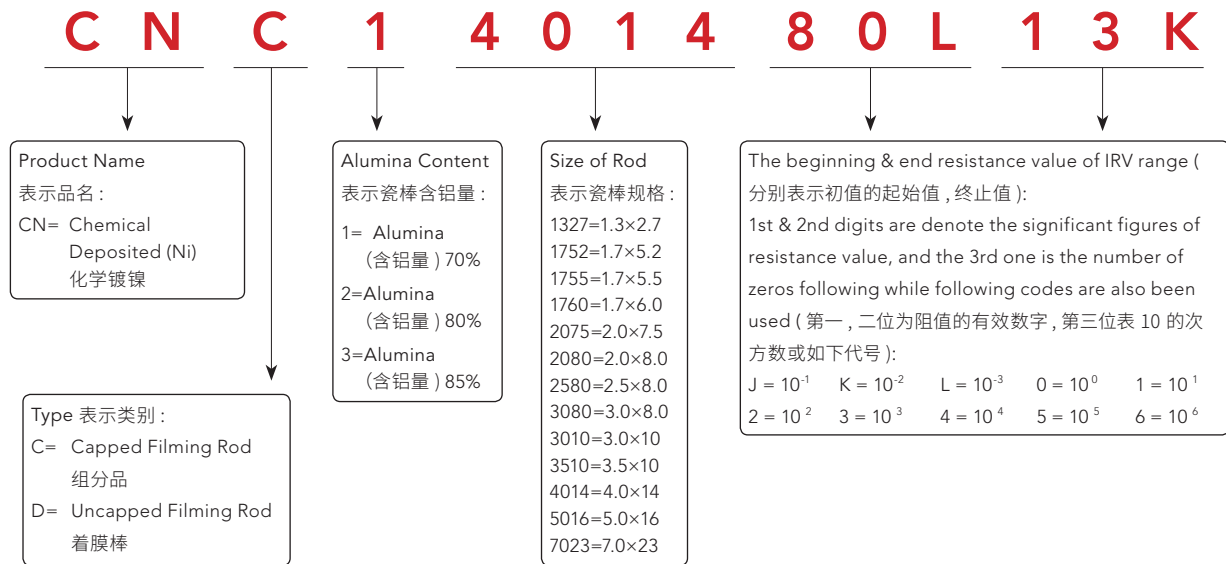 C N C 1 4 0 1 4 8 0 L 1 3 K
Product Name
表示品名 :
CN= Chemical
Deposited (Ni)
化学镀镍
Type 表示类别 :
C= Capped Filming Rod
组分品
D= Uncapped Filming Rod
着膜棒
Alumina Content
表示瓷棒含铝量 :
1= Alumina
(含铝量 ) 70%
2=Alumina
(含铝量 ) 80%
3=Alumina
(含铝量 ) 85%
Size of Rod
表示瓷棒规格 :
1327=1.3×2.7
1752=1.7×5.2
1755=1.7×5.5
1760=1.7×6.0
2075=2.0×7.5
2080=2.0×8.0
2580=2.5×8.0
3080=3.0×8.0
3010=3.0×10
3510=3.5×10
4014=4.0×14
5016=5.0×16
7023=7.0×23
The beginning & end resistance value of IRV range (
分别表示初值的起始值 , 终止值 ):
1st & 2nd digits are denote the significant figures of
resistance value, and the 3rd one is the number of
zeros following while following codes are also been
used ( 第一 , 二位为阻值的有效数字 , 第三位表 10 的次
方数或如下代号 ):
J = 10⁻¹ K = 10⁻² L = 10⁻³ 0 = 10⁰ 1 = 10¹
2 = 10² 3 = 10³ 4 = 10⁴ 5 = 10⁵ 6 = 10⁶